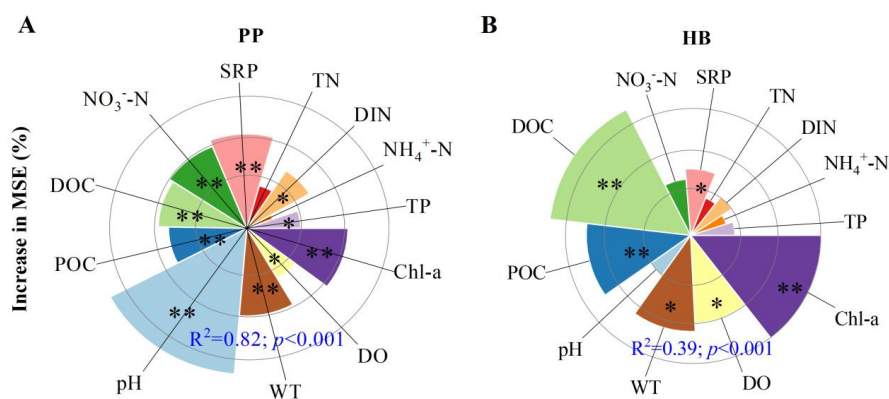 A
PP
Increase in MSE (%)
SRP
TN
DIN
NH₄⁺-N
TP
Chl-a
DO
WT
pH
POC
DOC
NO₃⁻-N
**
*
*
**
*
**
**
**
**
**
R²=0.82; p<0.001
B
HB
SRP
TN
DIN
NH₄⁺-N
TP
Chl-a
DO
WT
pH
POC
DOC
NO₃⁻-N
*
**
*
*
**
**
R²=0.39; p<0.001